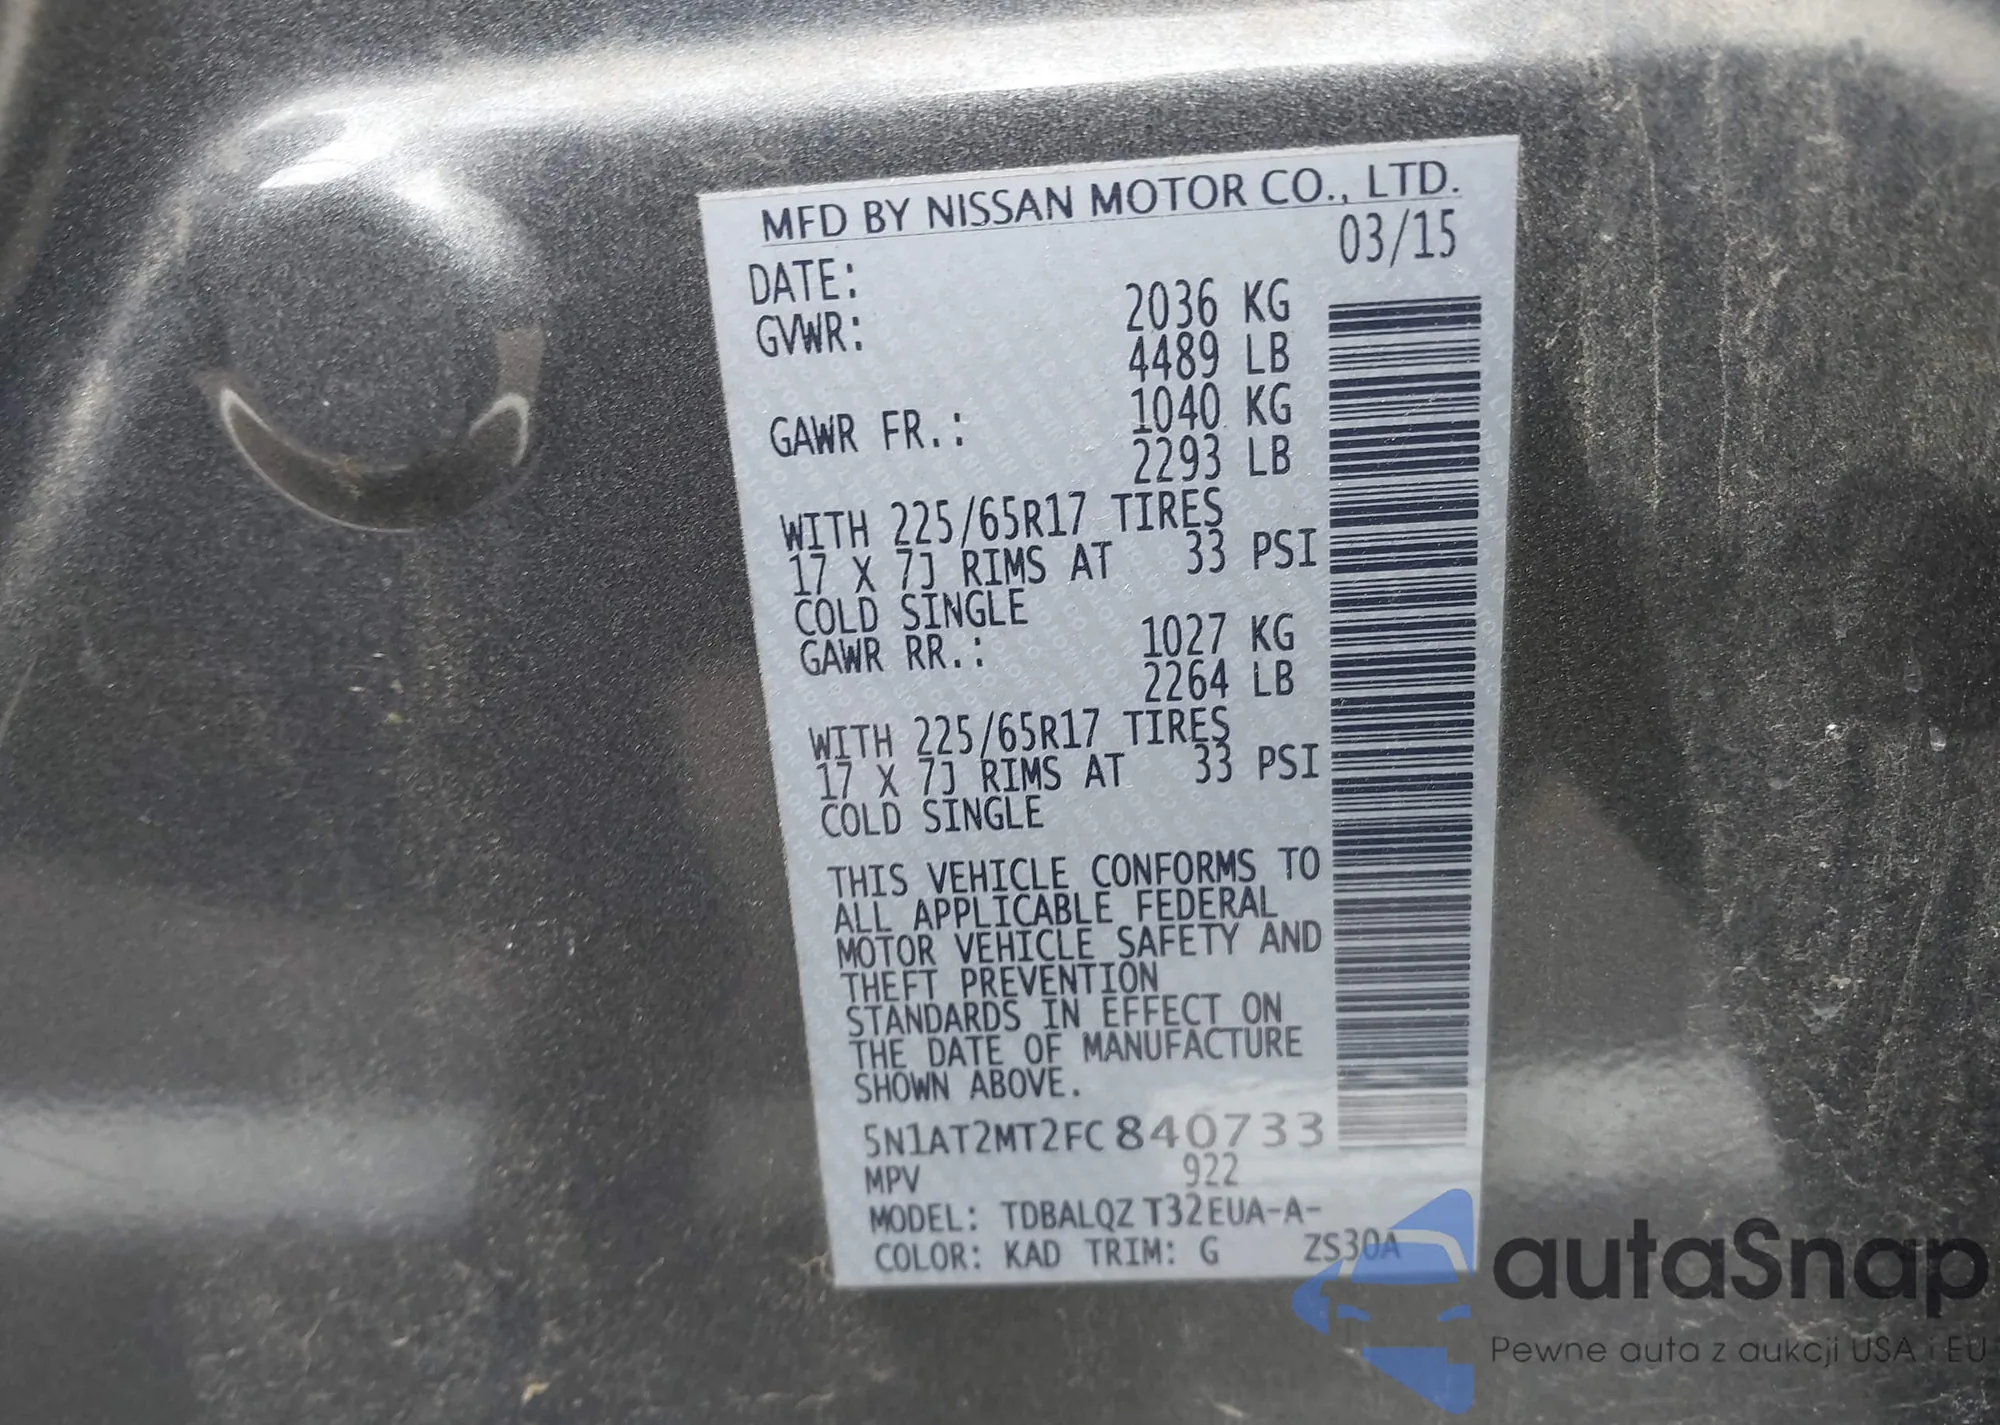 MFD BY NISSAN MOTOR CO., LTD.
DATE: 03/15
GVWR: 2036 KG
4489 LB
GAWR FR.: 1040 KG
2293 LB
WITH 225/65R17 TIRES
17 X 7J RIMS AT 33 PSI
COLD SINGLE
GAWR RR.: 1027 KG
2264 LB
WITH 225/65R17 TIRES
17 X 7J RIMS AT 33 PSI
COLD SINGLE
THIS VEHICLE CONFORMS TO
ALL APPLICABLE FEDERAL
MOTOR VEHICLE SAFETY AND
THEFT PREVENTION
STANDARDS IN EFFECT ON
THE DATE OF MANUFACTURE
SHOWN ABOVE.
5N1AT2MT2FC840733
MPV 922
MODEL: TDBALQZ T32EUA-A-
COLOR: KAD TRIM: G ZS30A
autaSnap
Pewne auta z aukcji USA i EU